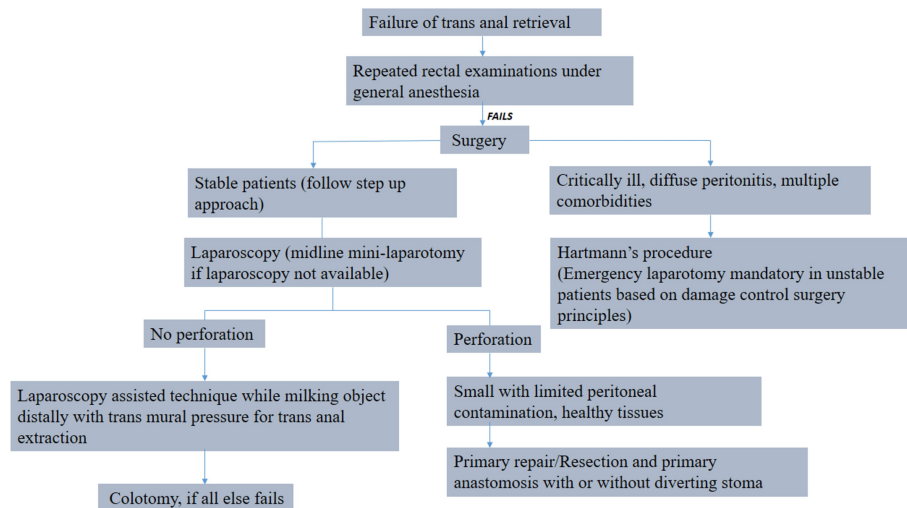 Failure of trans anal retrieval
Repeated rectal examinations under
general anesthesia
FAILS
Surgery
Stable patients (follow step up
approach)
Critically ill, diffuse peritonitis, multiple
comorbidities
Laparoscopy (midline mini-laparotomy
if laparoscopy not available)
Hartmann's procedure
(Emergency laparotomy mandatory in unstable
patients based on damage control surgery
principles)
No perforation
Perforation
Laparoscopy assisted technique while milking object
distally with trans mural pressure for trans anal
extraction
Small with limited peritoneal
contamination, healthy tissues
Primary repair/Resection and primary
anastomosis with or without diverting stoma
Colotomy, if all else fails